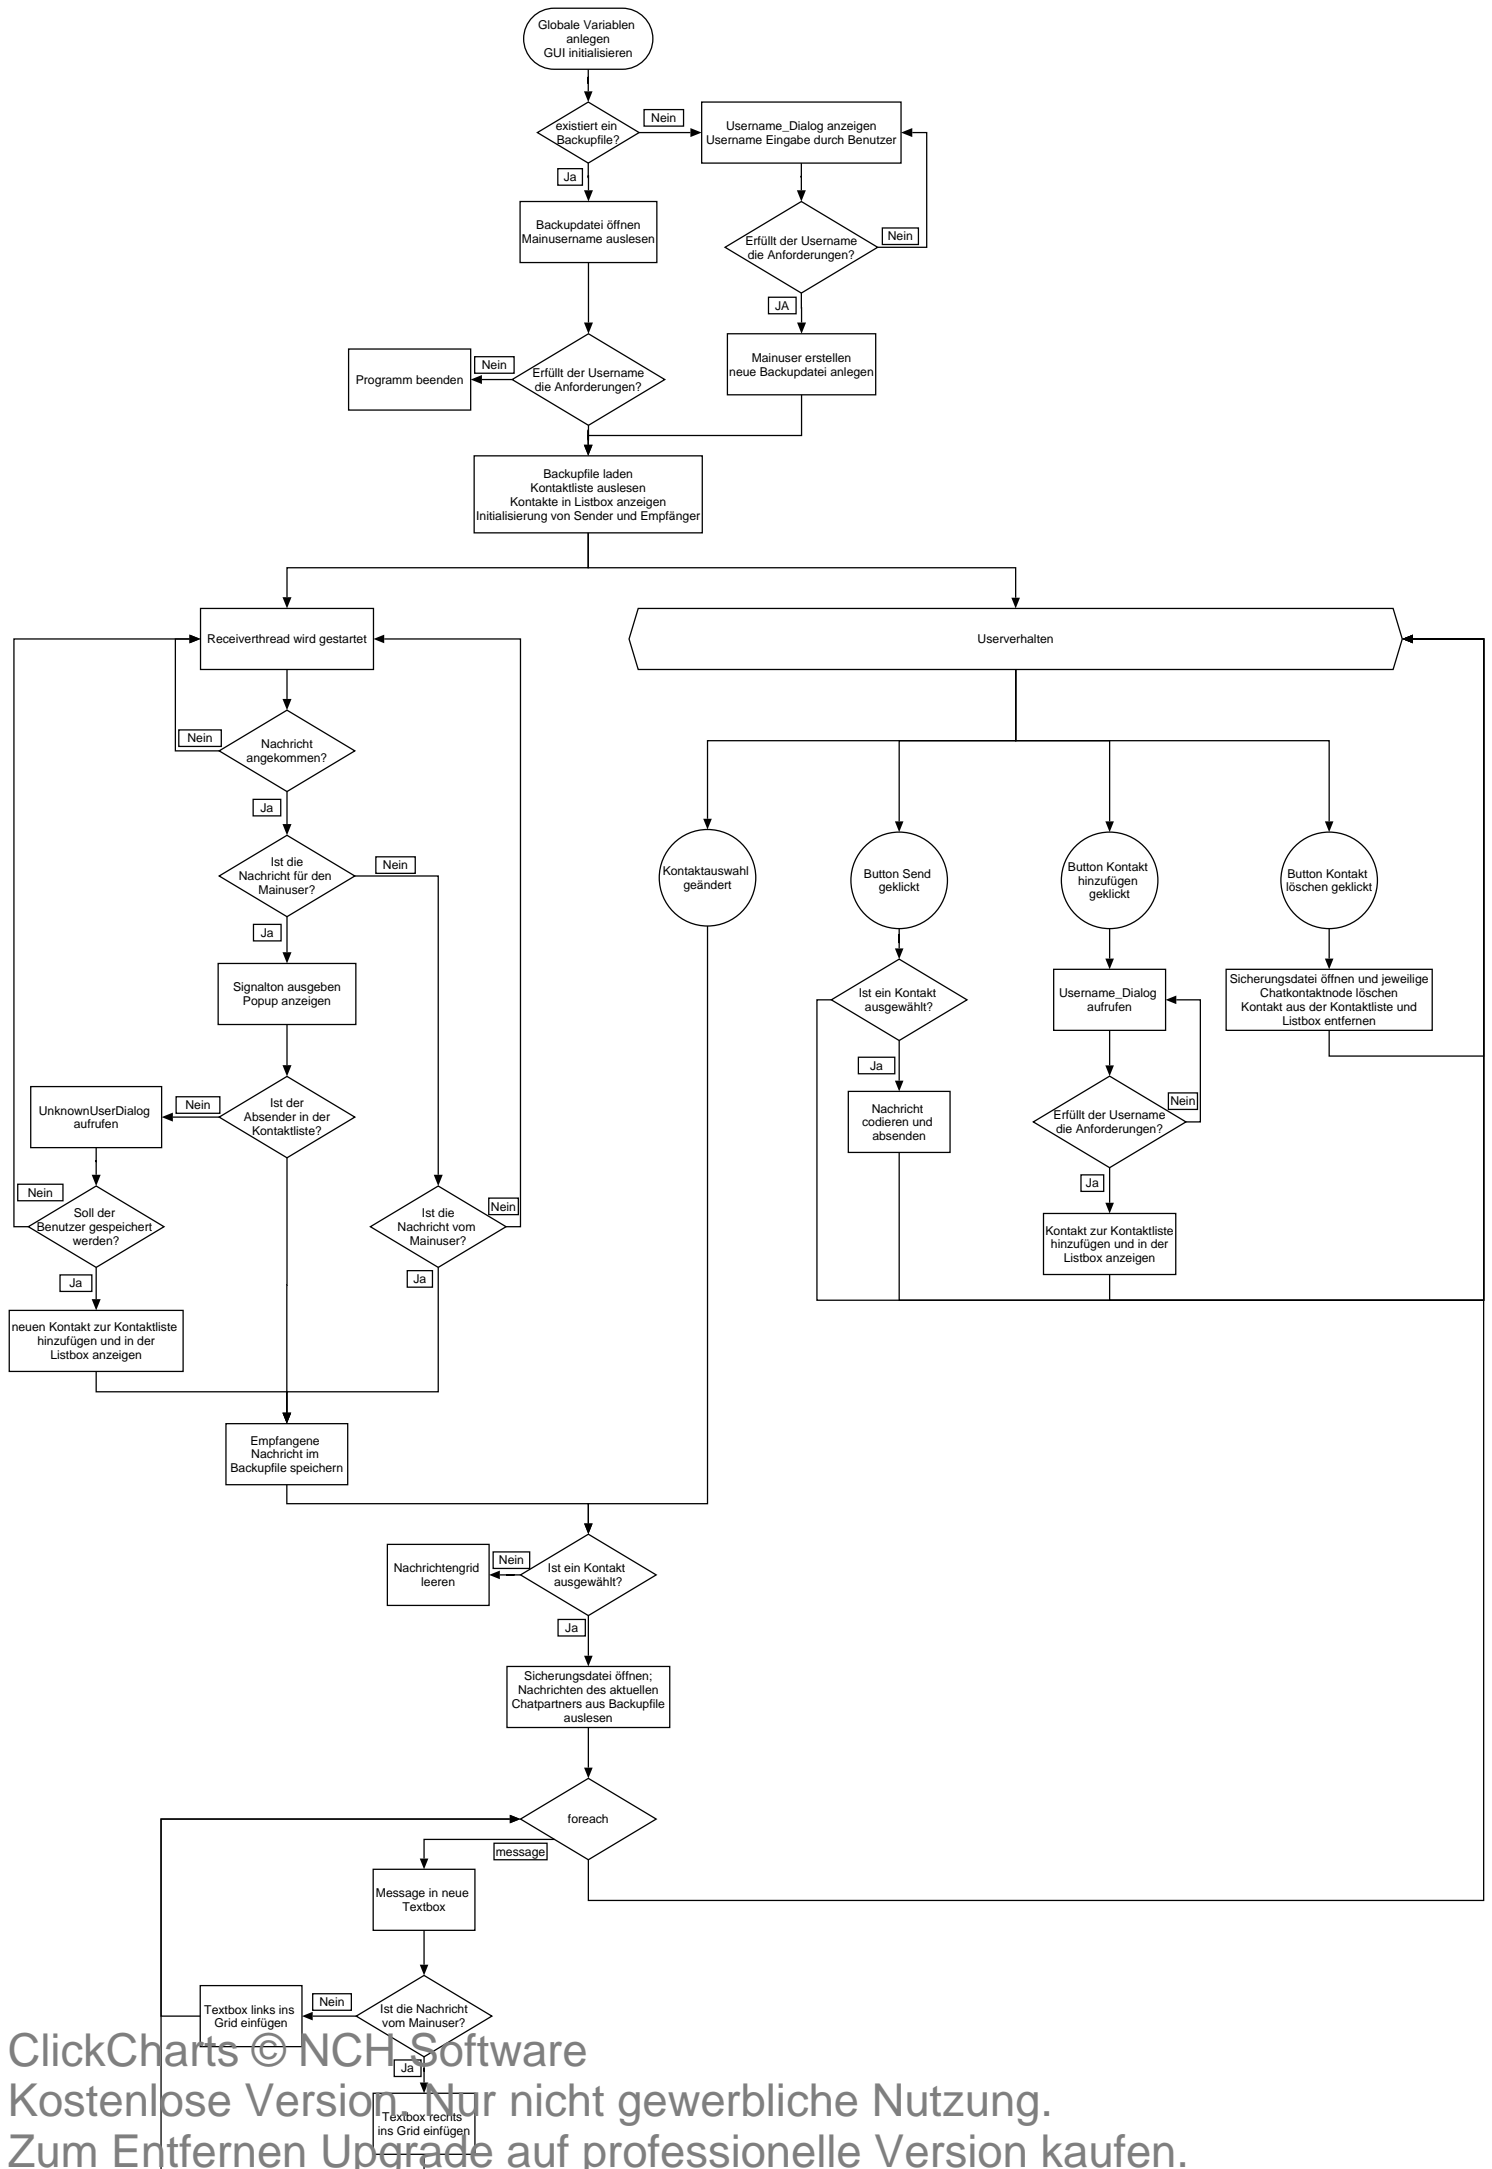 Globale Variablen
anlegen
GUI initialisieren
existiert ein
Backupfile?
Nein
Username_Dialog anzeigen
Username Eingabe durch Benutzer
Ja
Backupdatei öffnen
Mainusername auslesen
Erfüllt der Username
die Anforderungen?
Nein
JA
Mainuser erstellen
neue Backupdatei anlegen
Programm beenden
Nein
Erfüllt der Username
die Anforderungen?
Backupfile laden
Kontaktliste auslesen
Kontakte in Listbox anzeigen
Initialisierung von Sender und Empfänger
Receiverthread wird gestartet
Userverhalten
Nein
Nachricht
angekommen?
Ja
Ist die
Nachricht für den
Mainuser?
Nein
Ja
Signalton ausgeben
Popup anzeigen
Kontaktauswahl
geändert
Button Send
geklickt
Button Kontakt
hinzufügen
geklickt
Button Kontakt
löschen geklickt
Ist ein Kontakt
ausgewählt?
Username_Dialog
aufrufen
Sicherungsdatei öffnen und jeweilige
Chatkontaktnode löschen
Kontakt aus der Kontaktliste und
Listbox entfernen
Ja
Nachricht
codieren und
absenden
Erfüllt der Username
die Anforderungen?
Nein
Ja
Kontakt zur Kontaktliste
hinzufügen und in der
Listbox anzeigen
UnknownUserDialog
aufrufen
Nein
Ist der
Absender in der
Kontaktliste?
Nein
Soll der
Benutzer gespeichert
werden?
Ja
Ist die
Nachricht vom
Mainuser?
Nein
Ja
neuen Kontakt zur Kontaktliste
hinzufügen und in der
Listbox anzeigen
Empfangene
Nachricht im
Backupfile speichern
Nachrichtengrid
leeren
Nein
Ist ein Kontakt
ausgewählt?
Ja
Sicherungsdatei öffnen;
Nachrichten des aktuellen
Chatpartners aus Backupfile
auslesen
foreach
message
Message in neue
Textbox
Textbox links ins
Grid einfügen
Nein
Ist die Nachricht
vom Mainuser?
Ja
Textbox rechts
ins Grid einfügen
ClickCharts © NCH Software
Kostenlose Version. Nur nicht gewerbliche Nutzung.
Zum Entfernen Upgrade auf professionelle Version kaufen.